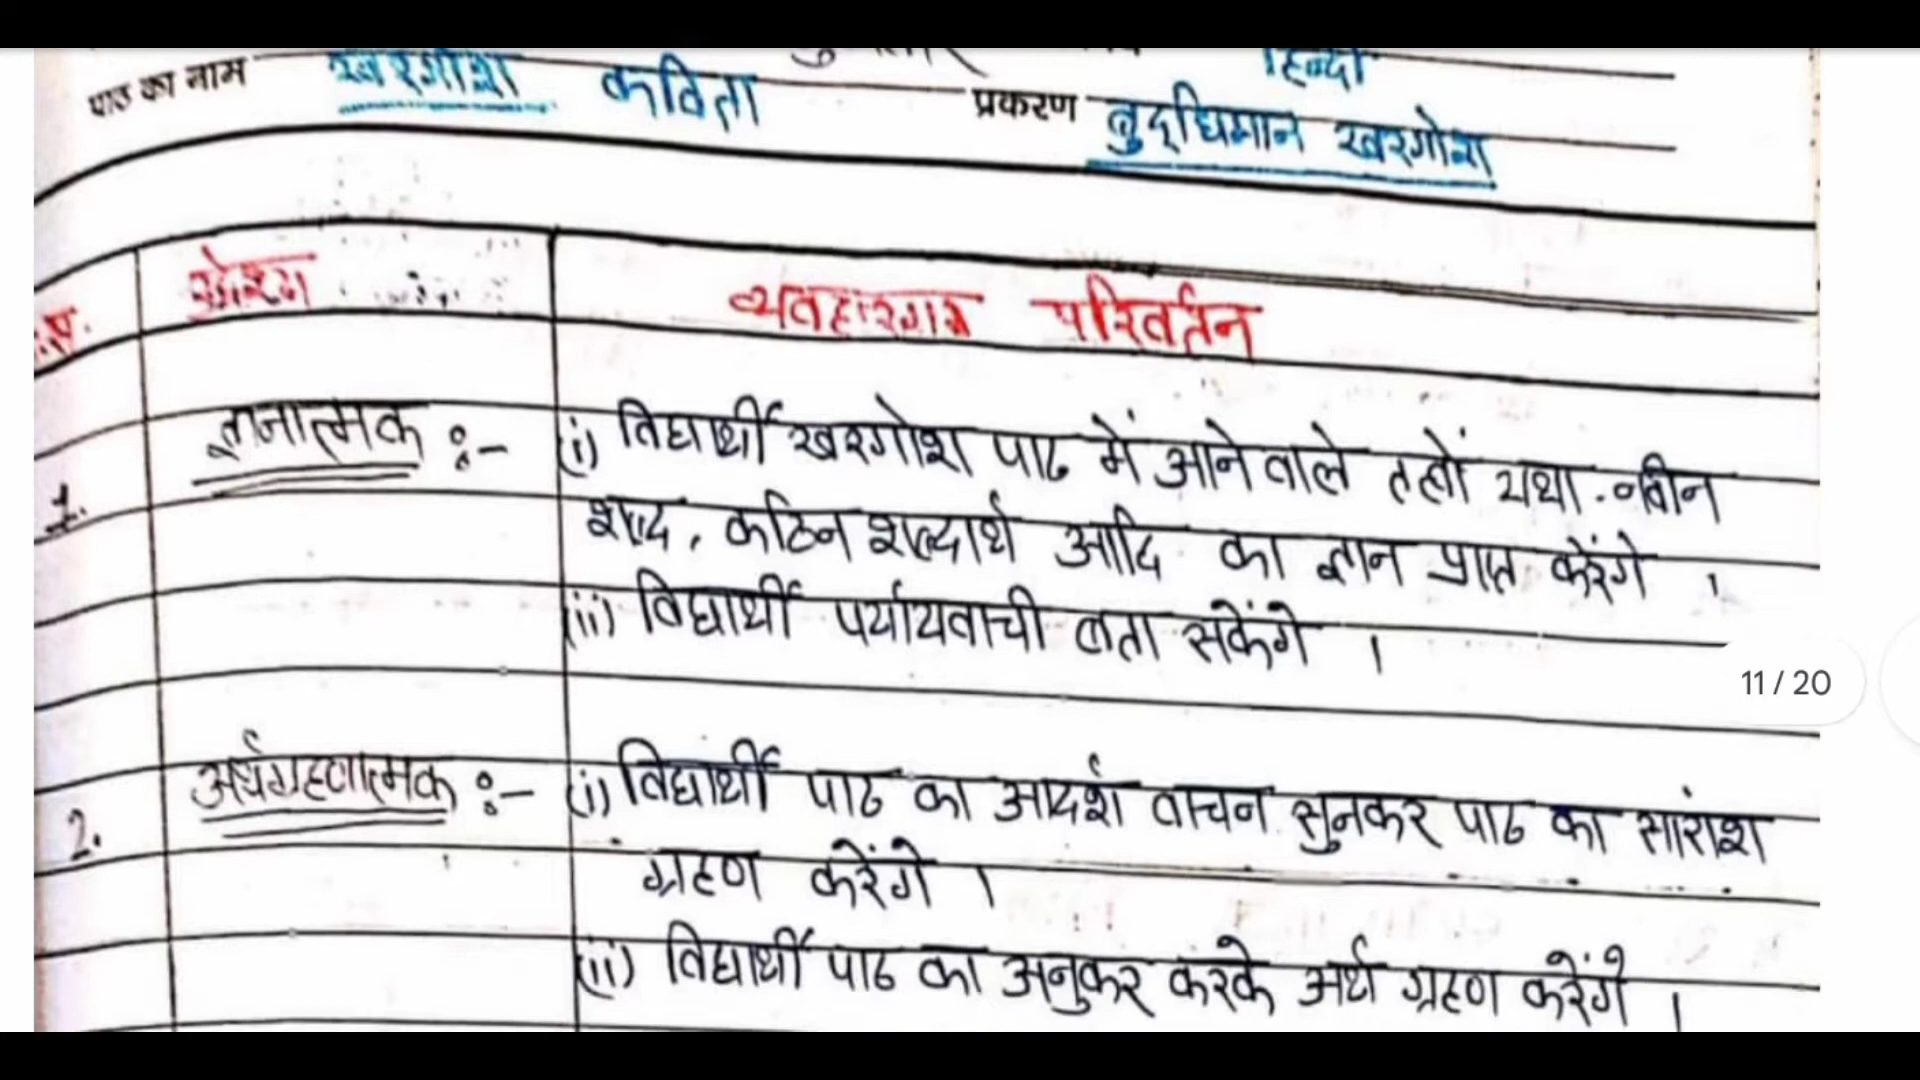 हिन्दी
पाठ का नाम खरगोश कविता प्रकरण बुद्धिमान खरगोश
उद्देश्य व्यवहारगत परिवर्तन
1. ज्ञानात्मक :- (i) विद्यार्थी खरगोश पाठ में आने वाले तत्वों यथा - नवीन
शब्द, कठिन शब्दार्थ आदि का ज्ञान प्राप्त करेंगे ।
(ii) विद्यार्थी पर्यायवाची बता सकेंगे ।
11 / 20
2. अर्थग्रहणात्मक :- (i) विद्यार्थी पाठ का आदर्श वाचन सुनकर पाठ का सारांश
ग्रहण करेंगे ।
(ii) विद्यार्थी पाठ का अनुकर करके अर्थ ग्रहण करेंगे ।